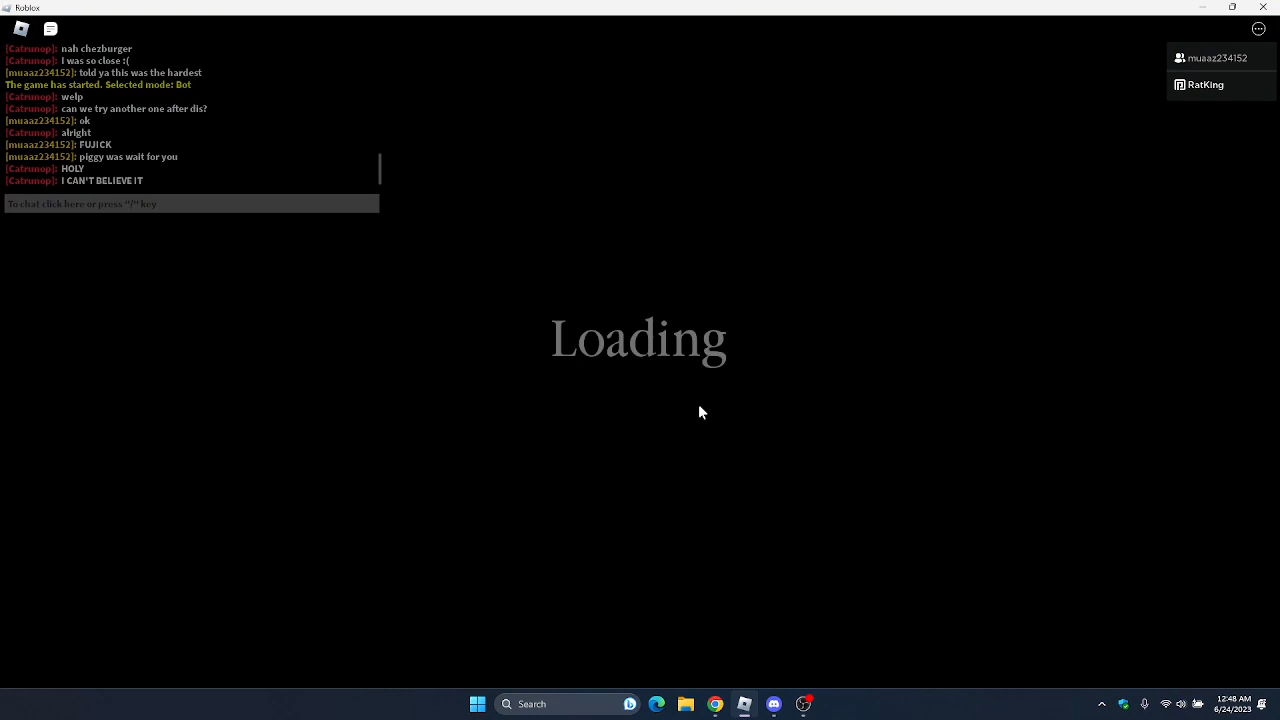 Roblox
[Catrunop]: nah chezburger
[Catrunop]: I was so close :(
[muaaz234152]: told ya this was the hardest
The game has started. Selected mode: Bot
[Catrunop]: welp
[Catrunop]: can we try another one after dis?
[muaaz234152]: ok
[Catrunop]: alright
[muaaz234152]: FUJICK
[muaaz234152]: piggy was wait for you
[Catrunop]: HOLY
[Catrunop]: I CAN'T BELIEVE IT
To chat click here or press "/" key
muaaz234152
RatKing
Loading
Search
12:48 AM
6/24/2023